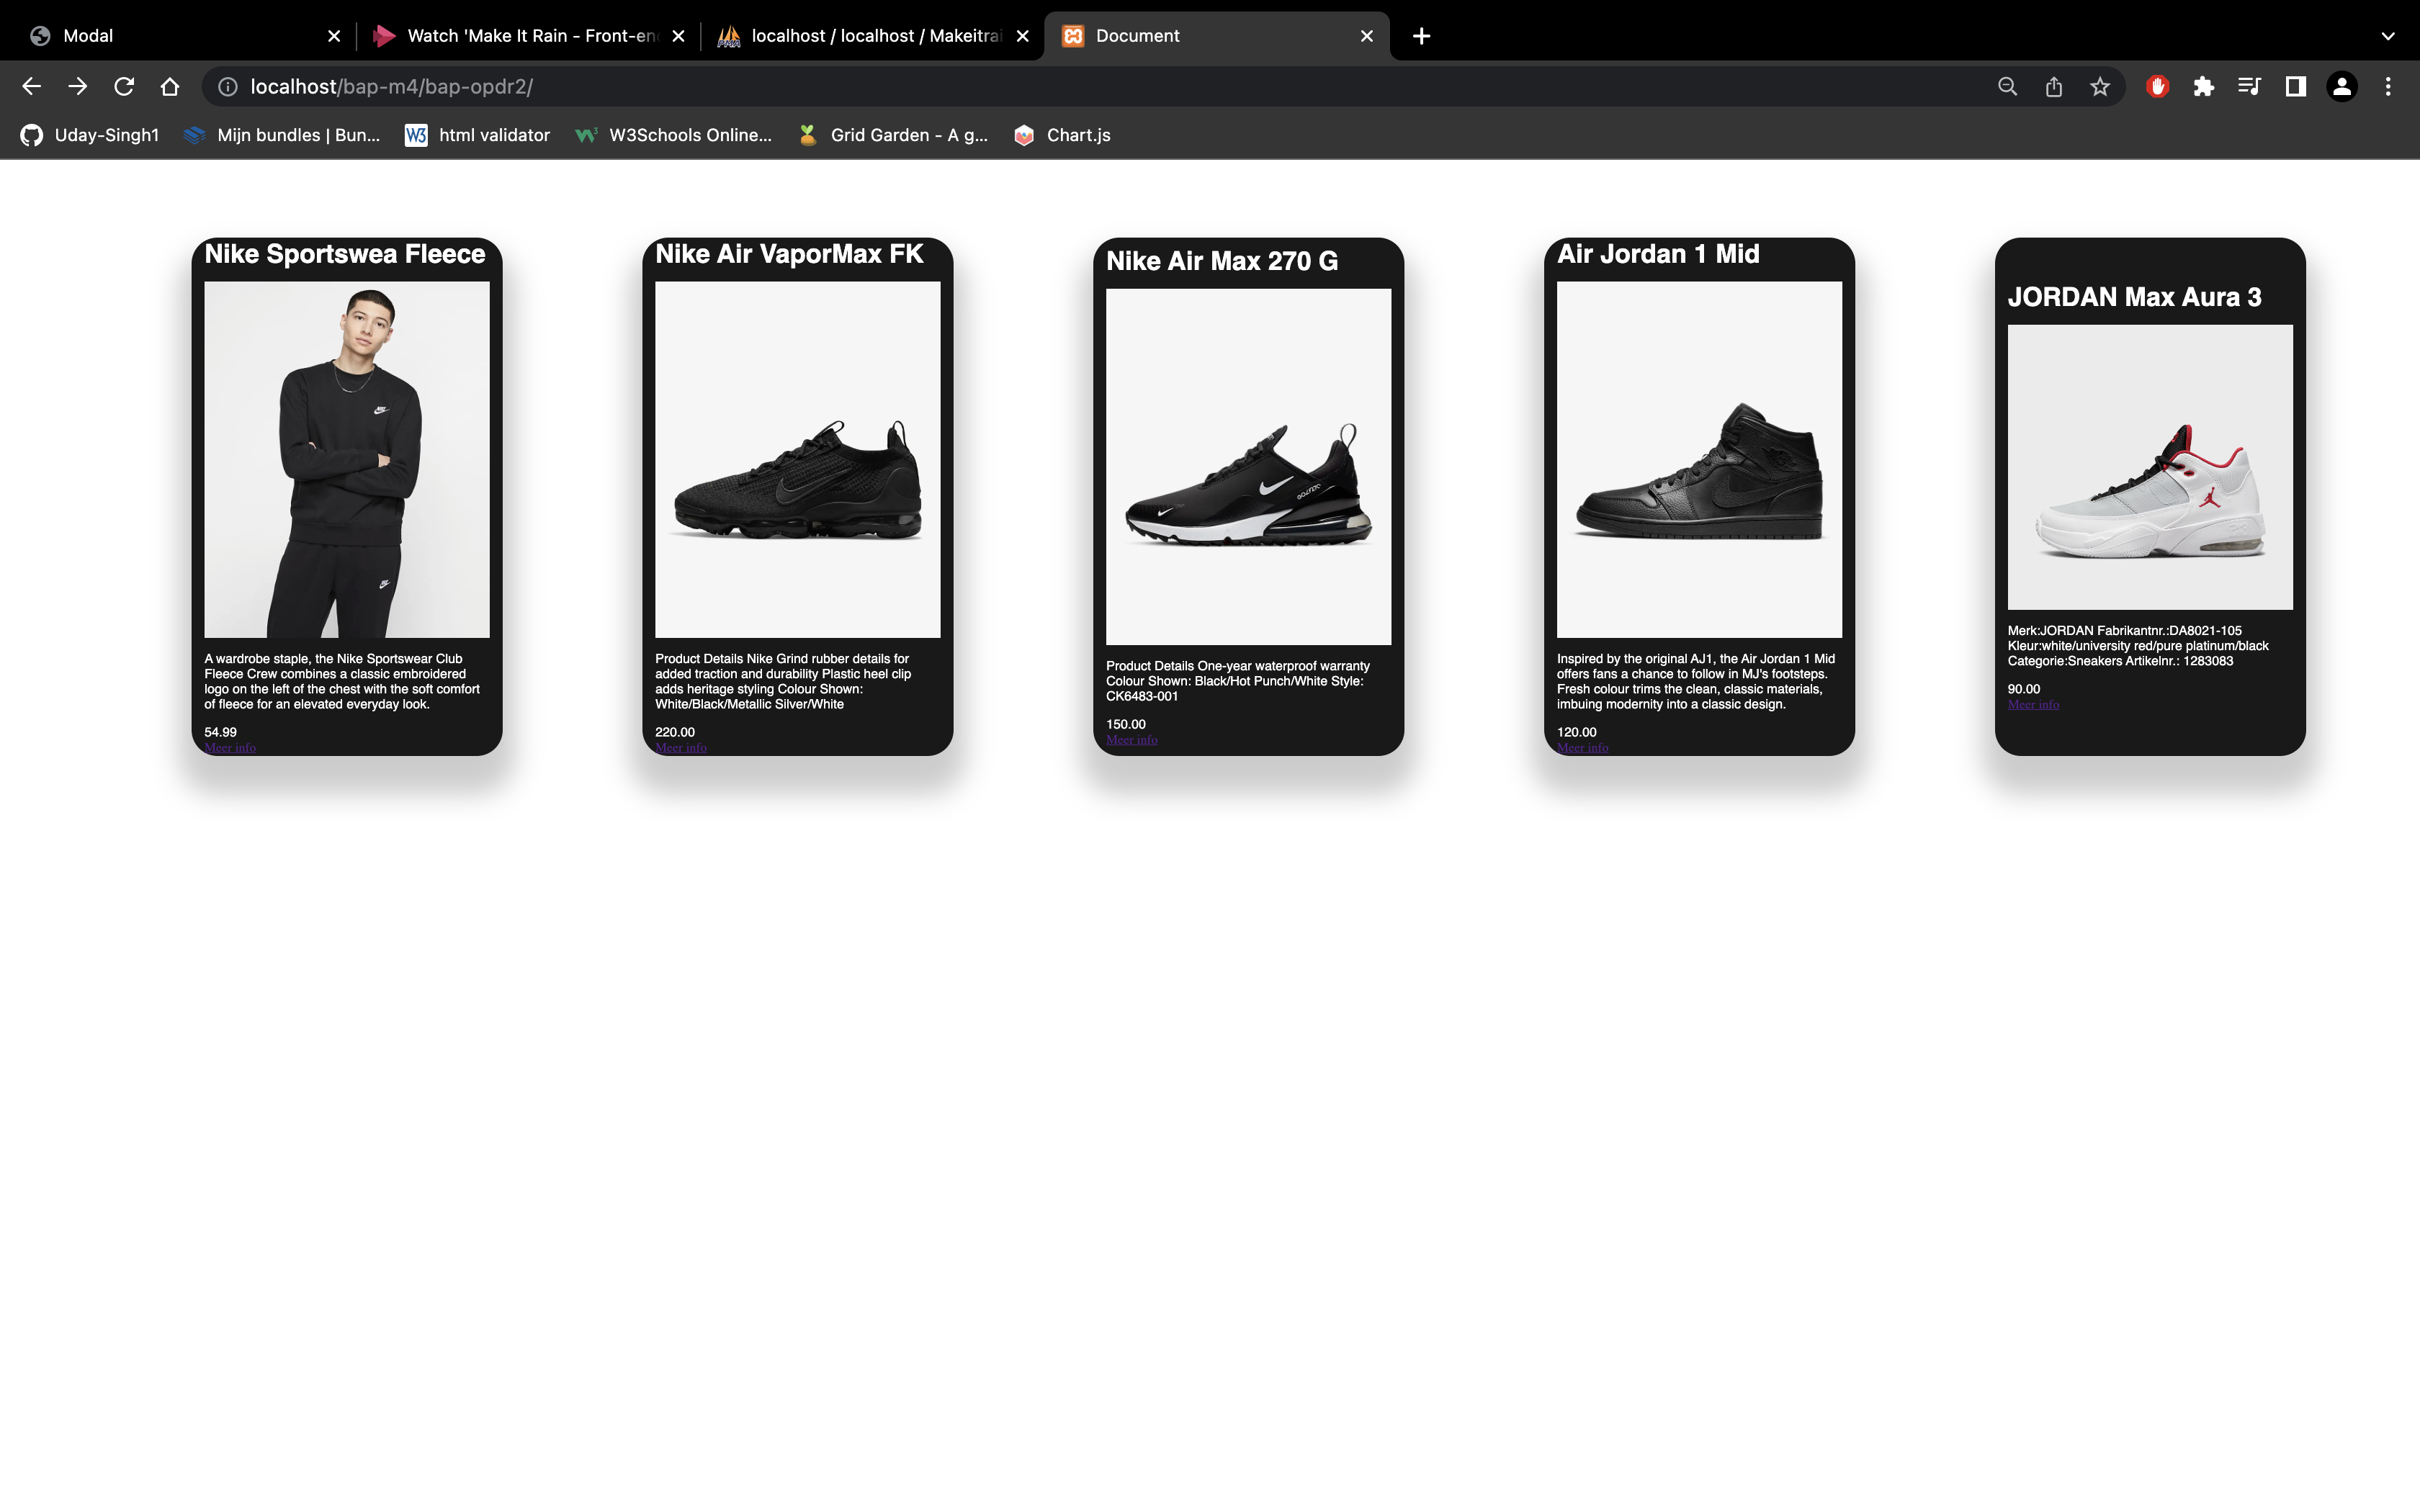 Modal
Watch 'Make It Rain - Front-en
localhost / localhost / Makeitrai
Document
localhost/bap-m4/bap-opdr2/
Uday-Singh1
Mijn bundles | Bun...
W3
html validator
W3Schools Online...
Grid Garden - A g...
Chart.js
Nike Sportswea Fleece
A wardrobe staple, the Nike Sportswear Club
Fleece Crew combines a classic embroidered
logo on the left of the chest with the soft comfort
of fleece for an elevated everyday look.
54.99
Meer info
Nike Air VaporMax FK
Product Details Nike Grind rubber details for
added traction and durability Plastic heel clip
adds heritage styling Colour Shown:
White/Black/Metallic Silver/White
220.00
Meer info
Nike Air Max 270 G
Product Details One-year waterproof warranty
Colour Shown: Black/Hot Punch/White Style:
CK6483-001
150.00
Meer info
Air Jordan 1 Mid
Inspired by the original AJ1, the Air Jordan 1 Mid
offers fans a chance to follow in MJ's footsteps.
Fresh colour trims the clean, classic materials,
imbuing modernity into a classic design.
120.00
Meer info
JORDAN Max Aura 3
Merk:JORDAN Fabrikantnr.:DA8021-105
Kleur:white/university red/pure platinum/black
Categorie:Sneakers Artikelnr.: 1283083
90.00
Meer info